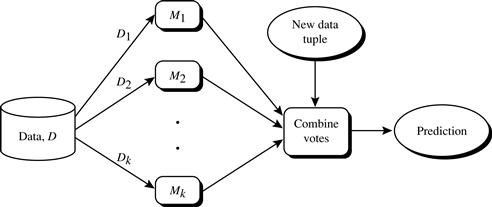 Data, D
D1
D2
Dk
M1
M2
.
.
Mk
New data
tuple
Combine
votes
Prediction